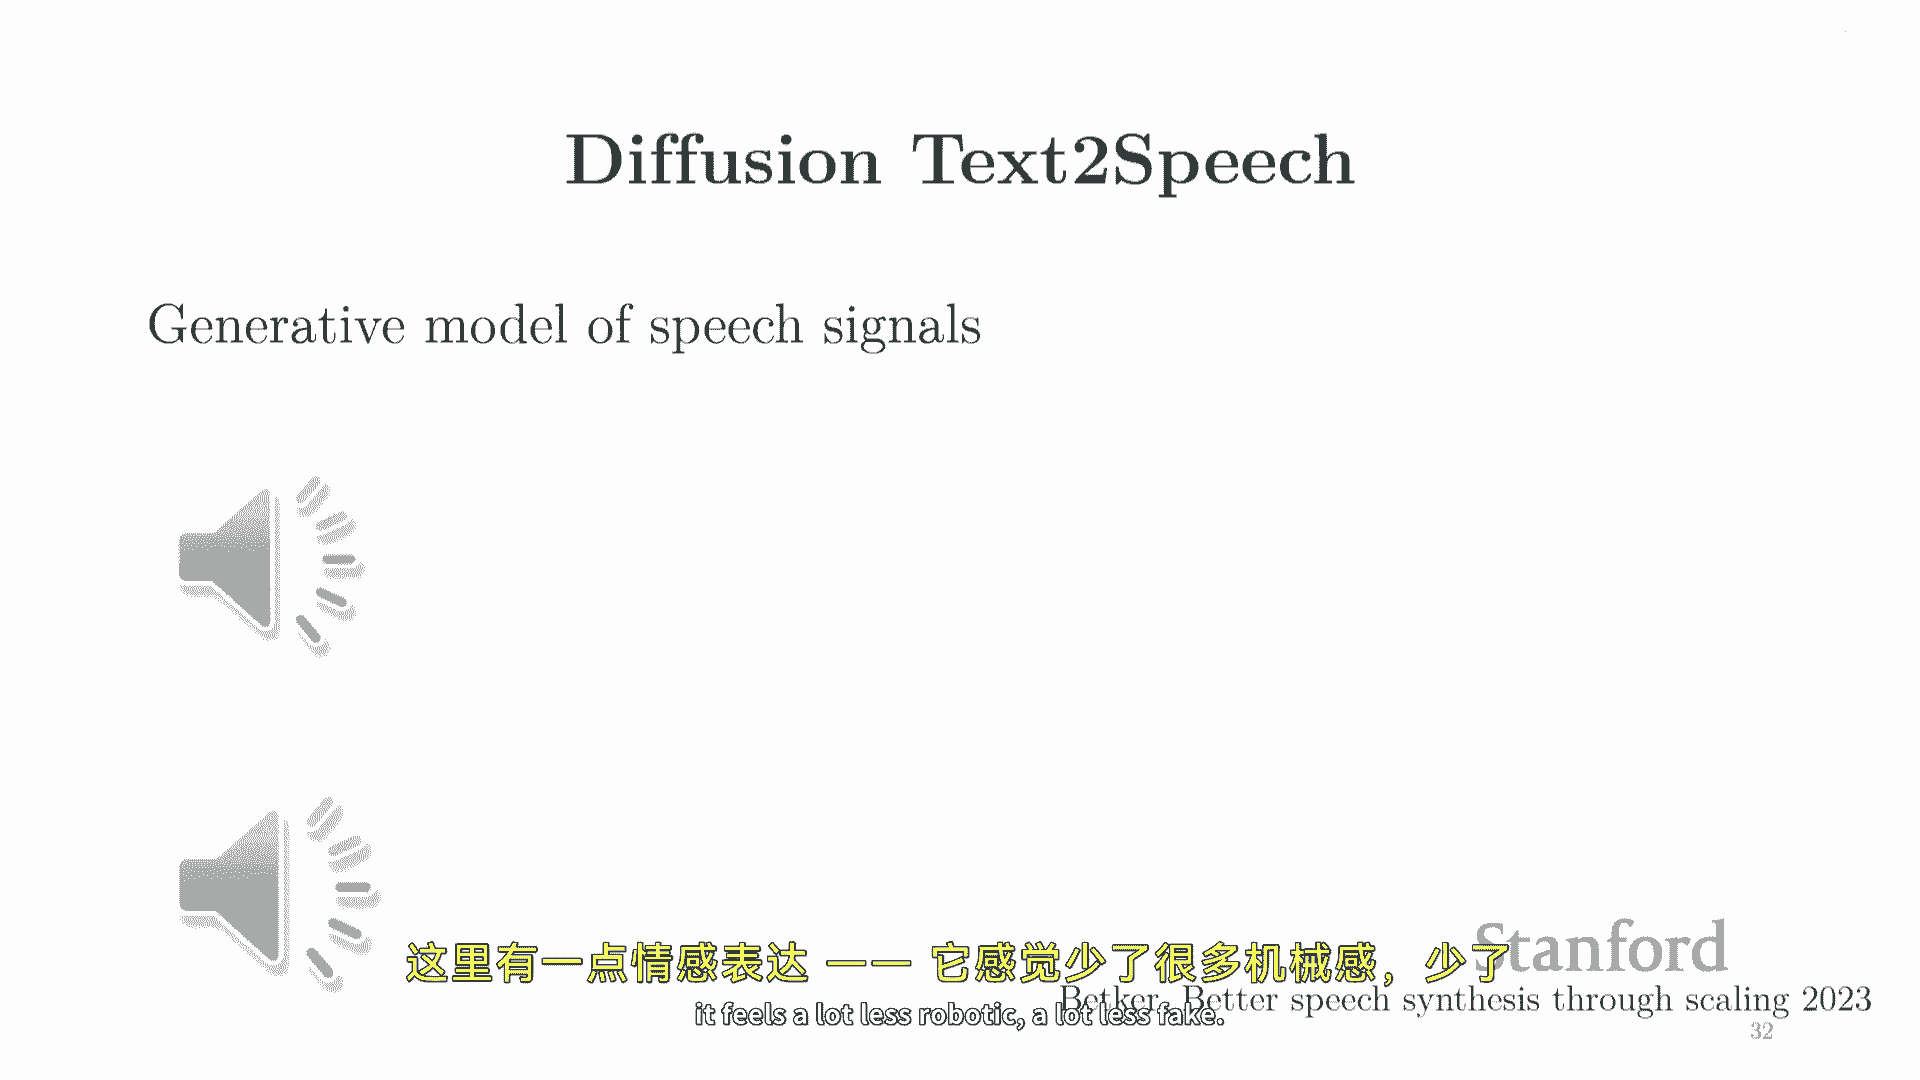 Diffusion Text2Speech
Generative model of speech signals
这里有一点情感表达 —— 它感觉少了很多机械感，少了
Stanford
Betker. Better speech synthesis through scaling 2023
it feels a lot less robotic, a lot less fake.
32